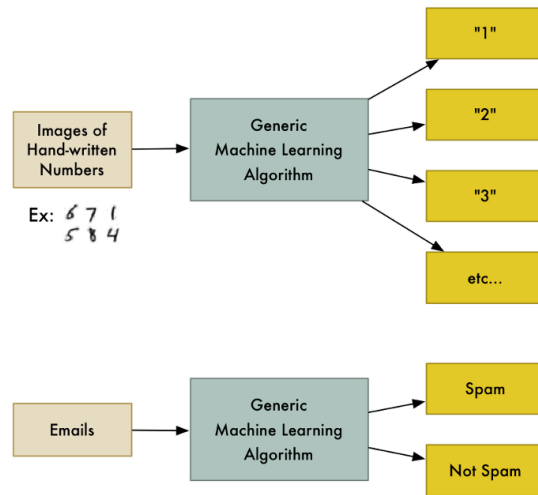 "1"
"2"
"3"
etc...
Images of
Hand-written
Numbers
Generic
Machine Learning
Algorithm
Ex: 6 7 1
5 8 4
Emails
Generic
Machine Learning
Algorithm
Spam
Not Spam